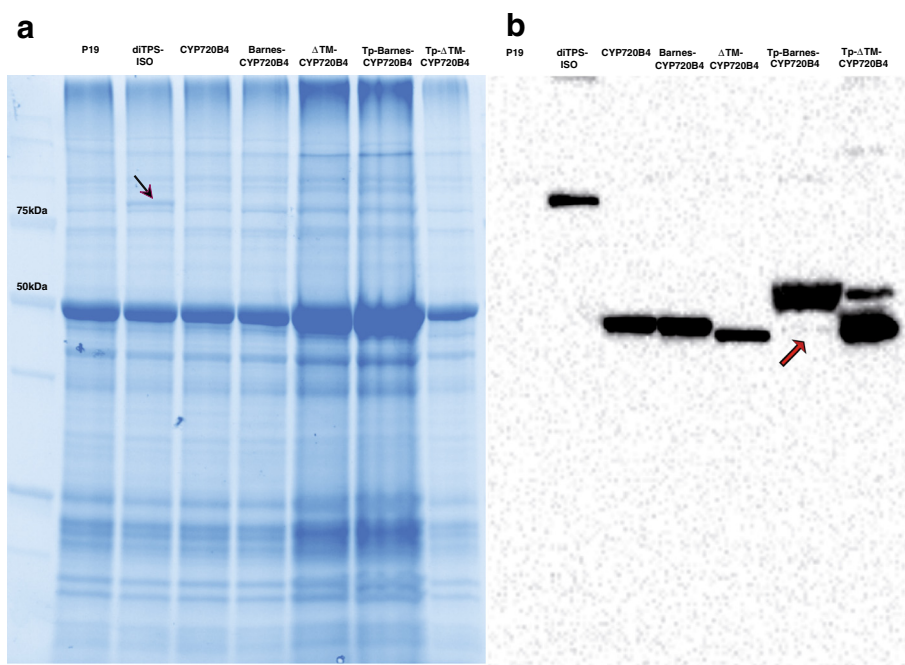 a
P19
diTPS-
ISO
CYP720B4
Barnes-
CYP720B4
ΔTM-
CYP720B4
Tp-Barnes-
CYP720B4
Tp-ΔTM-
CYP720B4
75kDa
50kDa
b
P19
diTPS-
ISO
CYP720B4
Barnes-
CYP720B4
ΔTM-
CYP720B4
Tp-Barnes-
CYP720B4
Tp-ΔTM-
CYP720B4